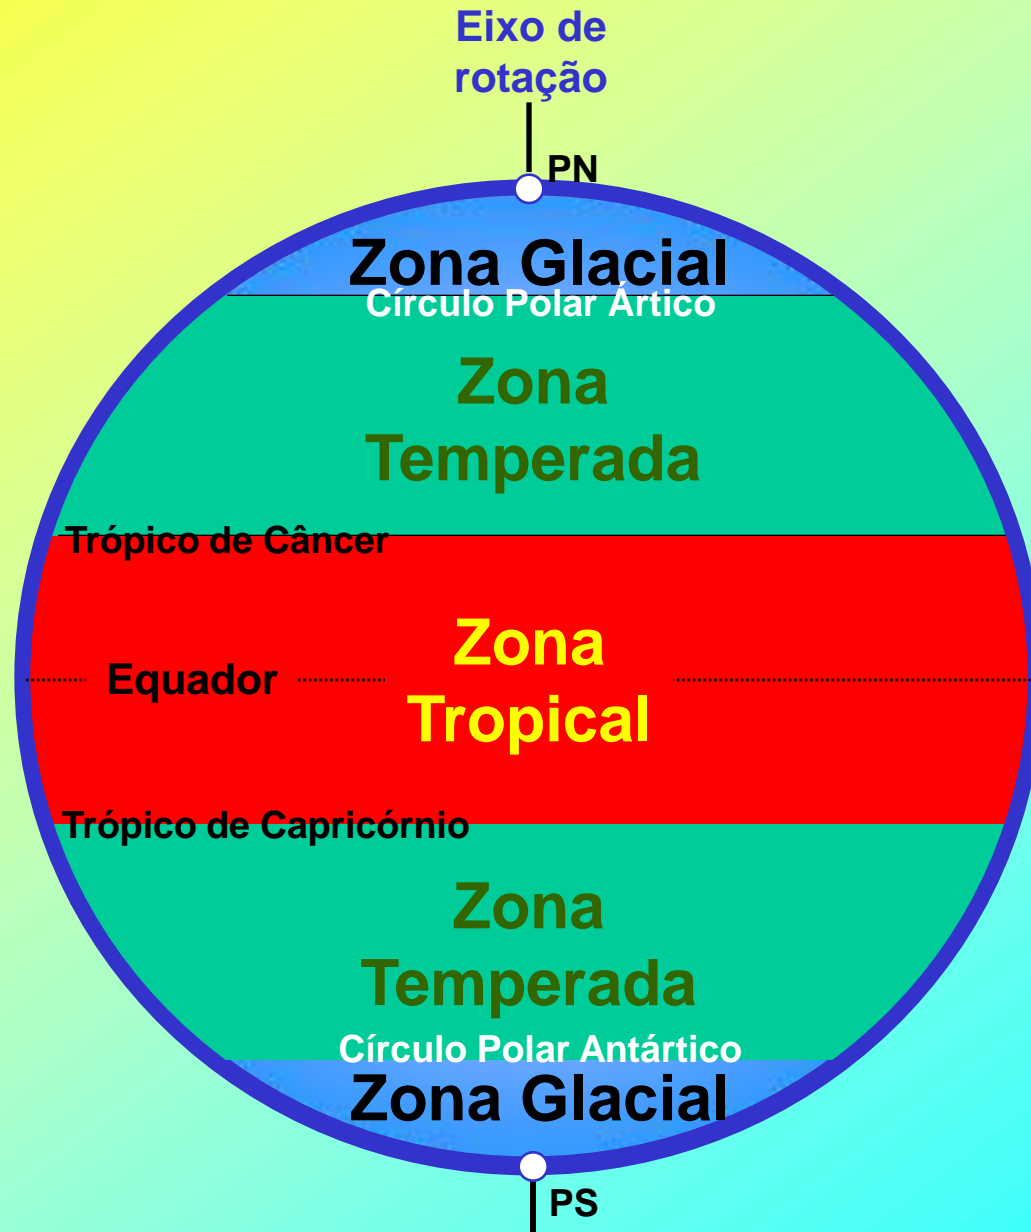 Eixo de
rotação
PN
Zona Glacial
Círculo Polar Ártico
Zona
Temperada
Trópico de Câncer
Zona
Equador
Tropical
Trópico de Capricórnio
Zona
Temperada
Círculo Polar Antártico
Zona Glacial
PS